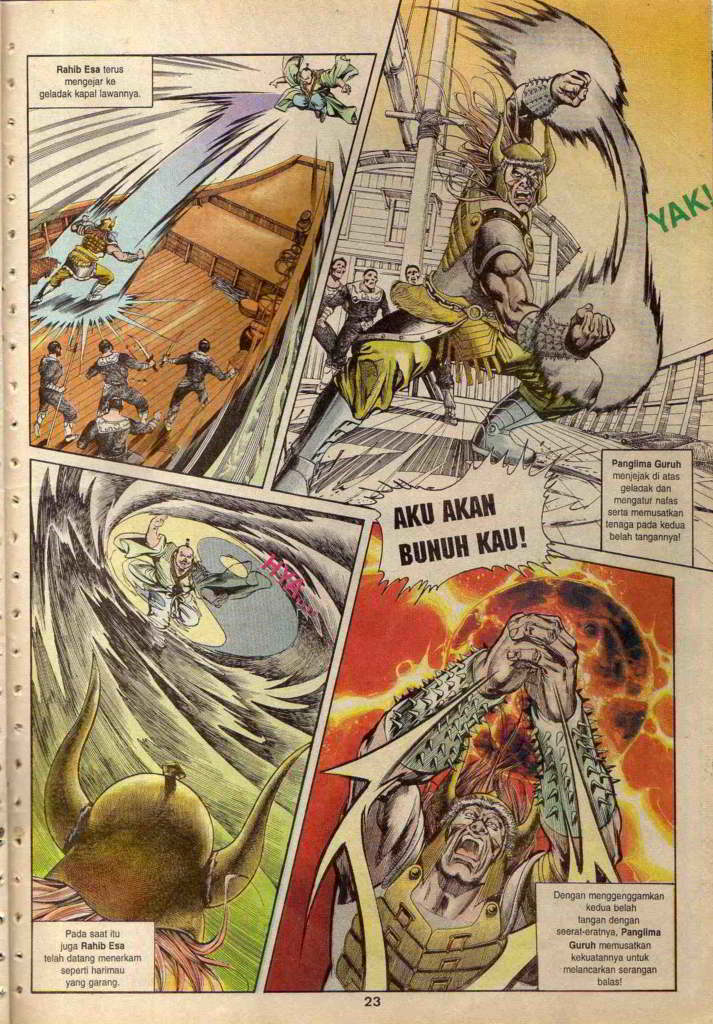 Rahib Esa terus
mengejar ke
geladak kapal lawannya.
YAK!
Panglima Guruh
menjejak di atas
geladak dan
mengatur nafas
serta memusatkan
tenaga pada kedua
belah tangannya!
HYA...
Pada saat itu
juga Rahib Esa
telah datang menerkam
seperti harimau
yang garang.
AKU AKAN
BUNUH KAU!
Dengan menggenggamkan
kedua belah
tangan dengan
seerat-eratnya, Panglima
Guruh memusatkan
kekuatannya untuk
melancarkan serangan
balas!
23